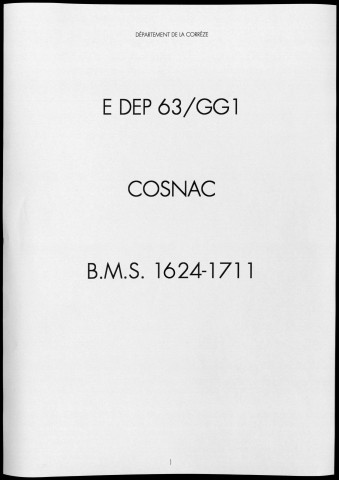 DÉPARTEMENT DE LA CORRÈZE
E DEP 63/GG1
COSNAC
B.M.S. 1624-1711
1